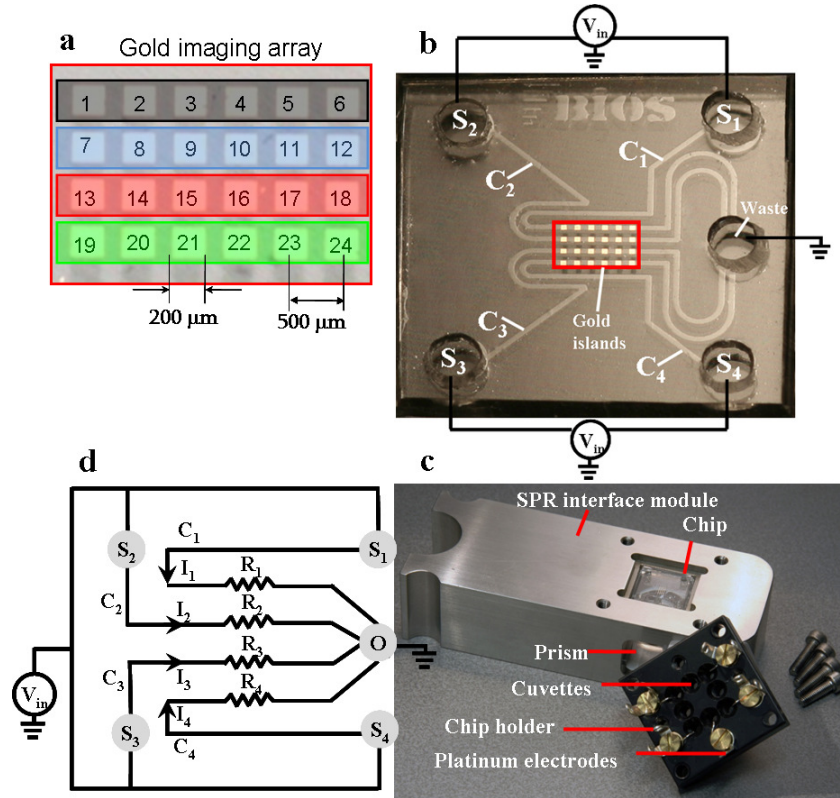 a
Gold imaging array
1 2 3 4 5 6
7 8 9 10 11 12
13 14 15 16 17 18
19 20 21 22 23 24
200 µm
500 µm
b
Vin
BIOS
S2
S1
C1
C2
Waste
C3
Gold
islands
C4
S3
S4
Vin
d
C1
S2
S1
I1
R1
C2
I2
R2
O
R3
C3
I3
R4
Vin
I4
S3
C4
S4
c
SPR interface module
Chip
Prism
Cuvettes
Chip holder
Platinum electrodes